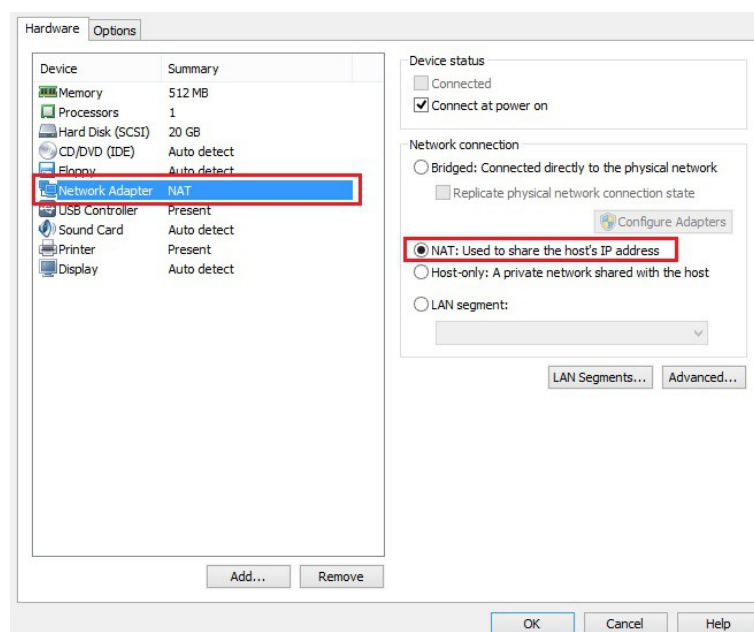 Hardware
Options
Device Summary
Memory 512 MB
Processors 1
Hard Disk (SCSI) 20 GB
CD/DVD (IDE) Auto detect
Floppy Auto detect
Network Adapter NAT
USB Controller Present
Sound Card Auto detect
Printer Present
Display Auto detect
Add...
Remove
Device status
Connected
Connect at power on
Network connection
Bridged: Connected directly to the physical network
Replicate physical network connection state
Configure Adapters
NAT: Used to share the host's IP address
Host-only: A private network shared with the host
LAN segment:
LAN Segments...
Advanced...
OK
Cancel
Help